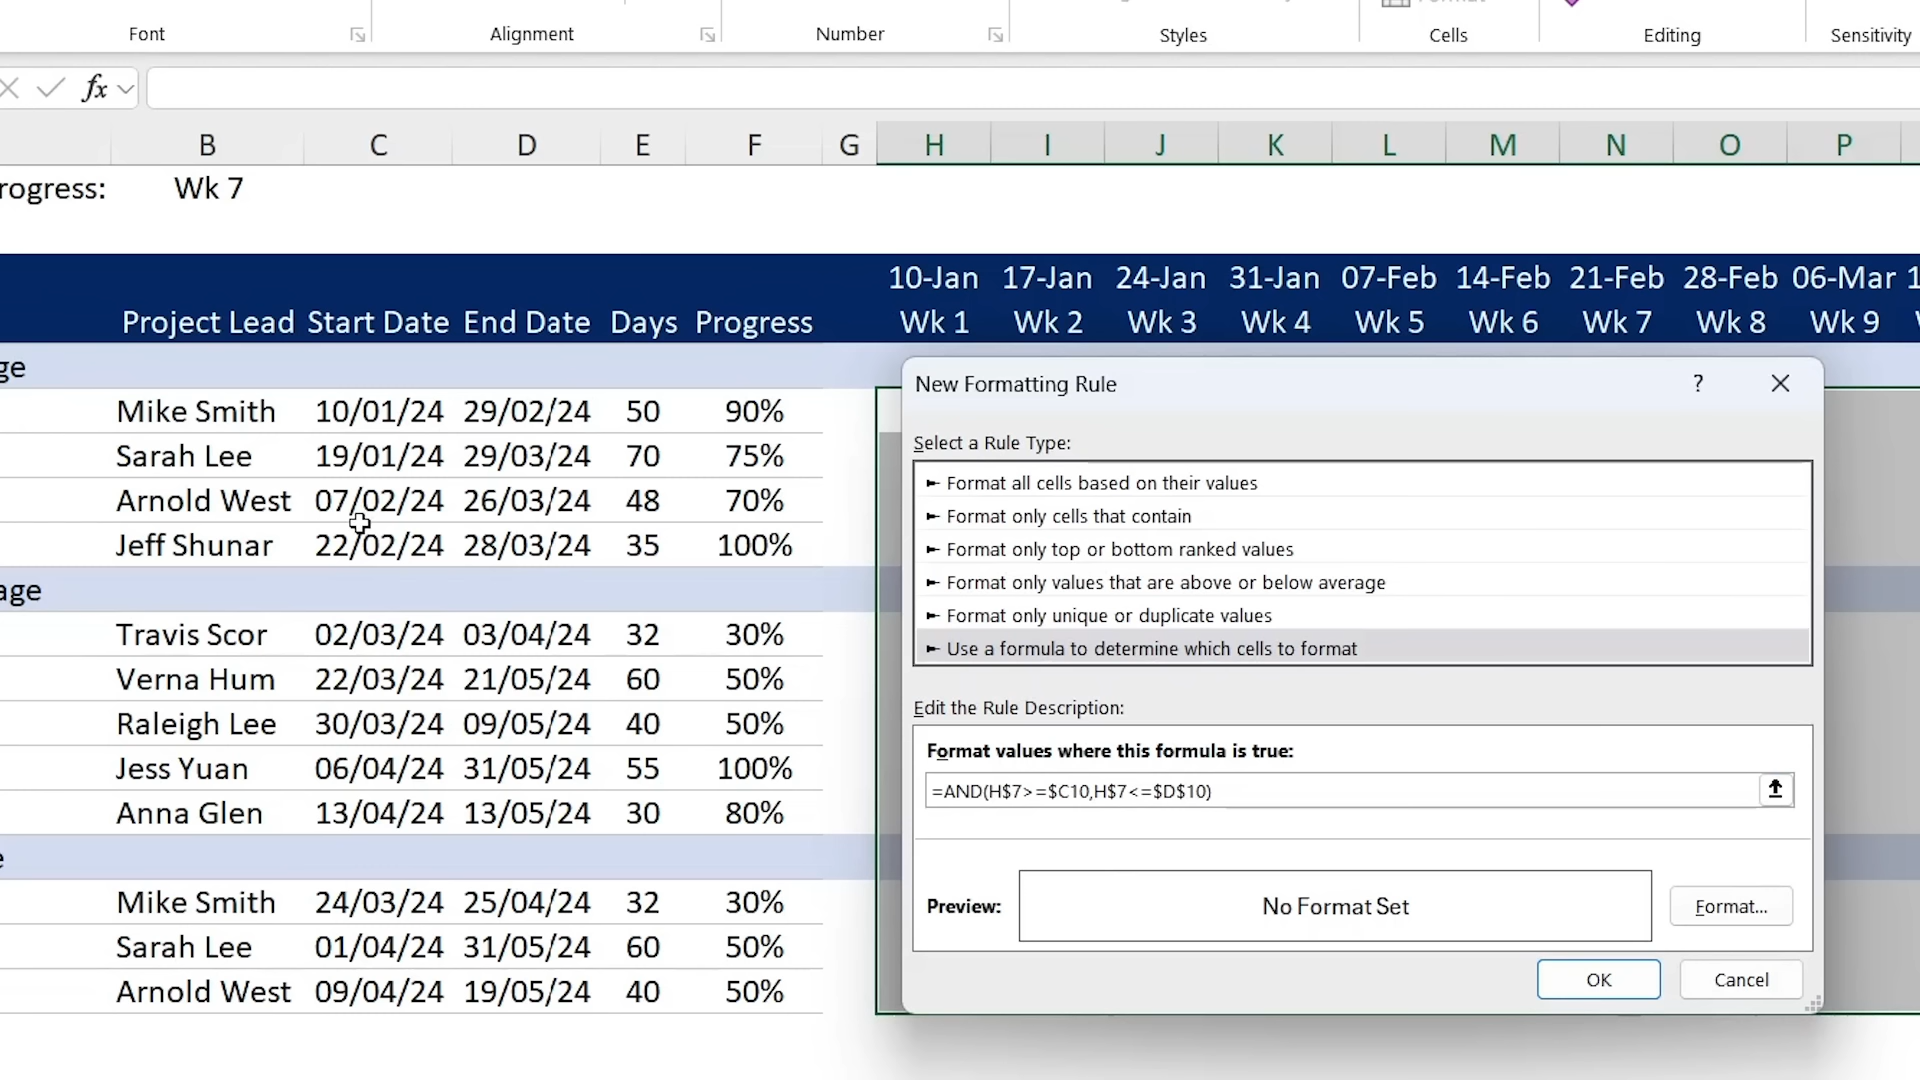 Font Alignment Number Styles Cells Editing Sensitivity
fx
B C D E F G H I J K L M N O P
rogress: Wk 7
10-Jan 17-Jan 24-Jan 31-Jan 07-Feb 14-Feb 21-Feb 28-Feb 06-Mar 1
Project Lead Start Date End Date Days Progress Wk 1 Wk 2 Wk 3 Wk 4 Wk 5 Wk 6 Wk 7 Wk 8 Wk 9
ge
Mike Smith 10/01/24 29/02/24 50 90%
Sarah Lee 19/01/24 29/03/24 70 75%
Arnold West 07/02/24 26/03/24 48 70%
Jeff Shunar 22/02/24 28/03/24 35 100%
age
Travis Scor 02/03/24 03/04/24 32 30%
Verna Hum 22/03/24 21/05/24 60 50%
Raleigh Lee 30/03/24 09/05/24 40 50%
Jess Yuan 06/04/24 31/05/24 55 100%
Anna Glen 13/04/24 13/05/24 30 80%
e
Mike Smith 24/03/24 25/04/24 32 30%
Sarah Lee 01/04/24 31/05/24 60 50%
Arnold West 09/04/24 19/05/24 40 50%
New Formatting Rule ?
Select a Rule Type:
► Format all cells based on their values
► Format only cells that contain
► Format only top or bottom ranked values
► Format only values that are above or below average
► Format only unique or duplicate values
► Use a formula to determine which cells to format
Edit the Rule Description:
Format values where this formula is true:
=AND(H$7>=$C10,H$7<=$D$10)
Preview: No Format Set Format...
OK Cancel